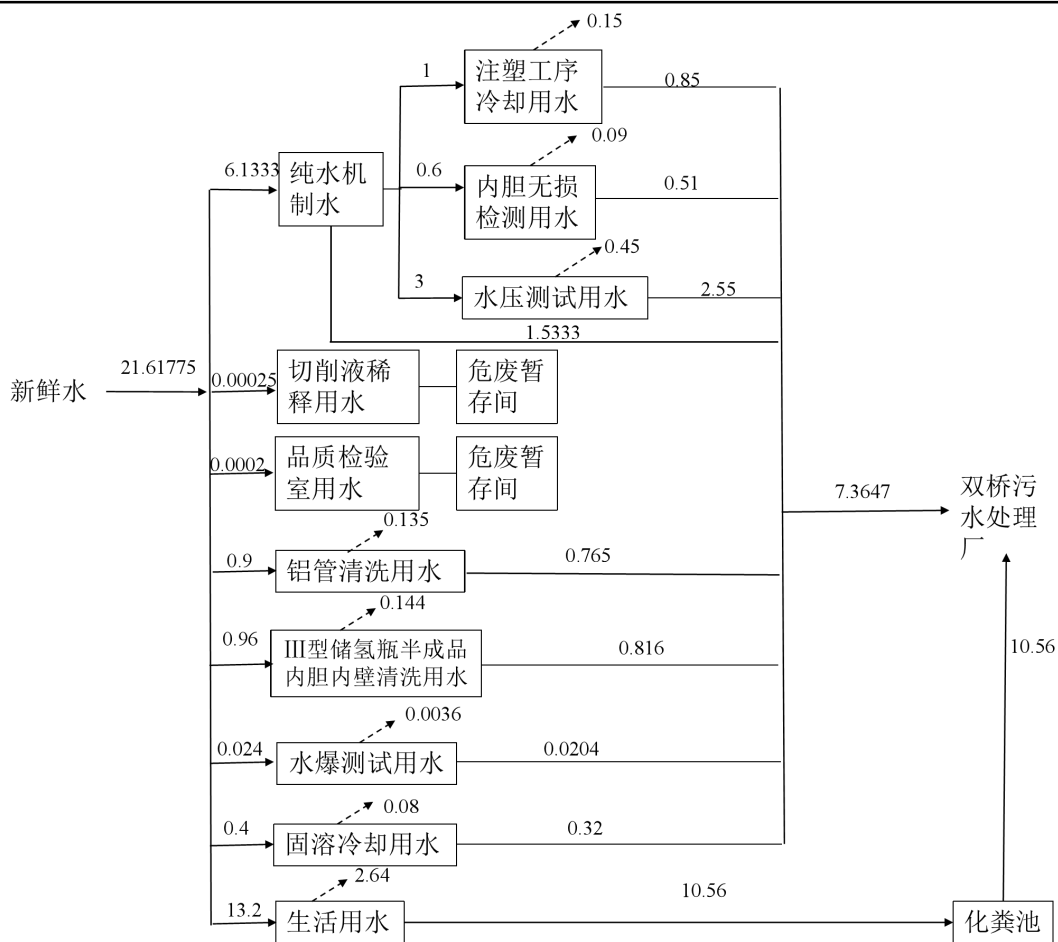 0.15
1
注塑工序
冷却用水
0.85
0.09
6.1333
纯水机
制水
0.6
内胆无损
检测用水
0.51
0.45
3
水压测试用水
2.55
1.5333
新鲜水
21.61775
0.00025
切削液稀
释用水
危废暂
存间
0.0002
品质检验
室用水
危废暂
存间
7.3647
双桥污
水处理
厂
0.135
0.9
铝管清洗用水
0.765
0.144
0.96
III型储氢瓶半成品
内胆内壁清洗用水
0.816
10.56
0.0036
0.024
水爆测试用水
0.0204
0.08
0.4
固溶冷却用水
0.32
2.64
13.2
生活用水
10.56
化粪池